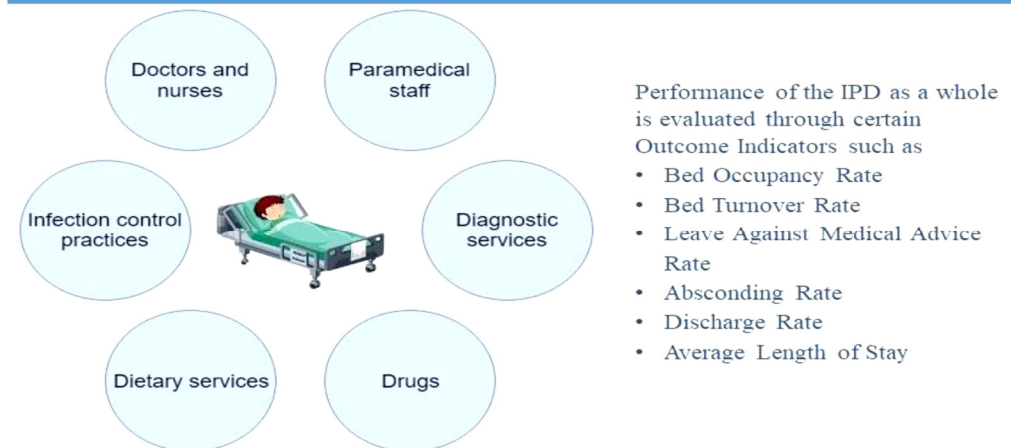 Doctors and
nurses
Paramedical
staff
Infection control
practices
Diagnostic
services
Dietary services
Drugs
Performance of the IPD as a whole
is evaluated through certain
Outcome Indicators such as
• Bed Occupancy Rate
• Bed Turnover Rate
• Leave Against Medical Advice
Rate
• Absconding Rate
• Discharge Rate
• Average Length of Stay